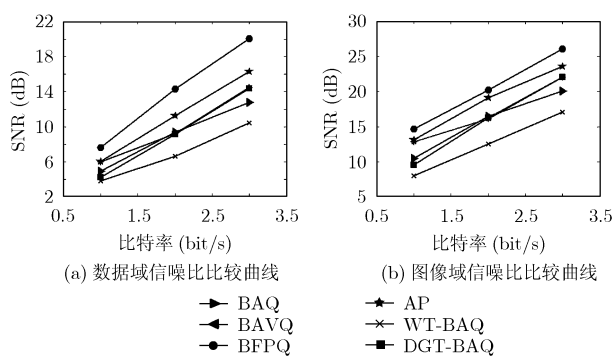 22
18
14
10
6
2
SNR (dB)
0.5 1.5 2.5 3.5
比特率 (bit/s)
(a) 数据域信噪比比较曲线
30
25
20
15
10
5
SNR (dB)
0.5 1.5 2.5 3.5
比特率 (bit/s)
(b) 图像域信噪比比较曲线
BAQ
BAVQ
BFPQ
AP
WT-BAQ
DGT-BAQ